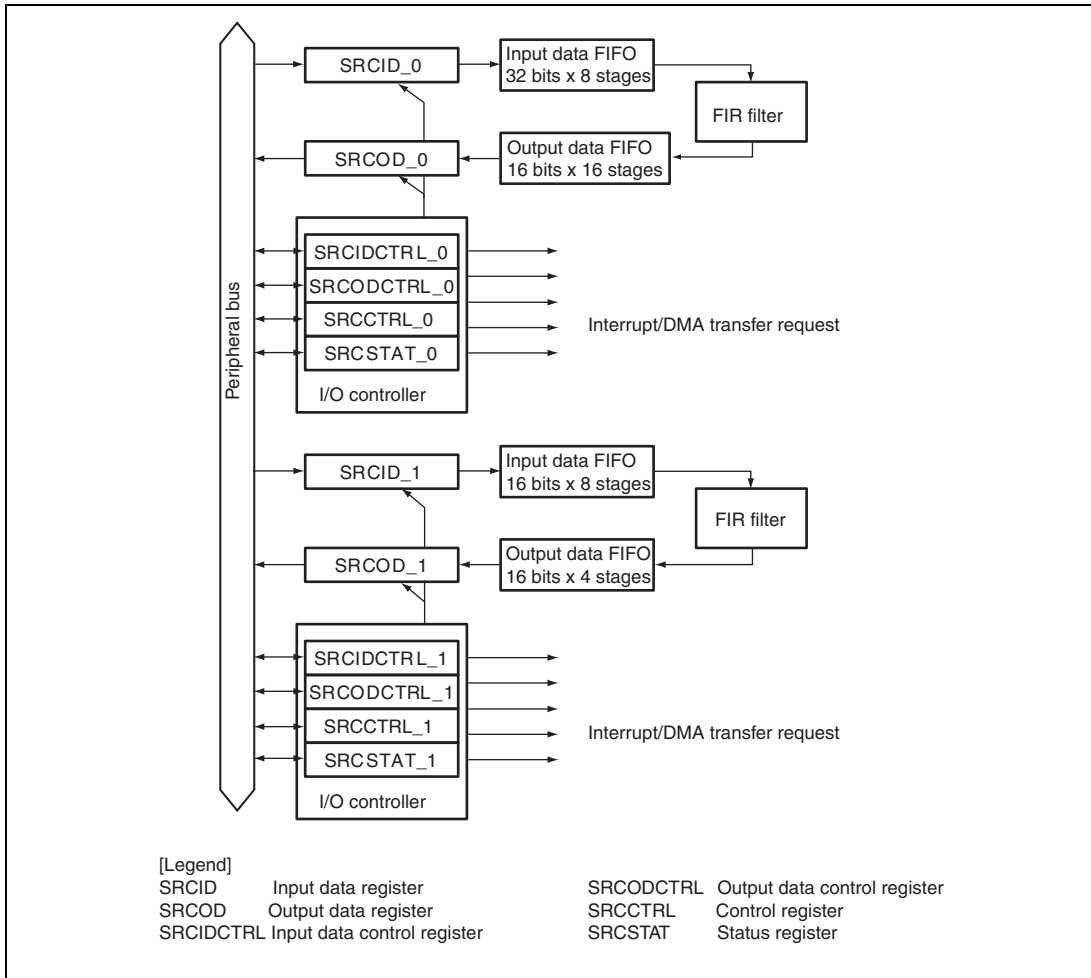 SRCID_0
Input data FIFO
32 bits x 8 stages
FIR filter
SRCOD_0
Output data FIFO
16 bits x 16 stages
Peripheral bus
SRCIDCTRL_0
SRCODCTRL_0
SRCCTRL_0
SRCSTAT_0
I/O controller
Interrupt/DMA transfer request
SRCID_1
Input data FIFO
16 bits x 8 stages
FIR filter
SRCOD_1
Output data FIFO
16 bits x 4 stages
SRCIDCTRL_1
SRCODCTRL_1
SRCCTRL_1
SRCSTAT_1
I/O controller
Interrupt/DMA transfer request
[Legend]
SRCID Input data register
SRCOD Output data register
SRCIDCTRL Input data control register
SRCODCTRL Output data control register
SRCCTRL Control register
SRCSTAT Status register